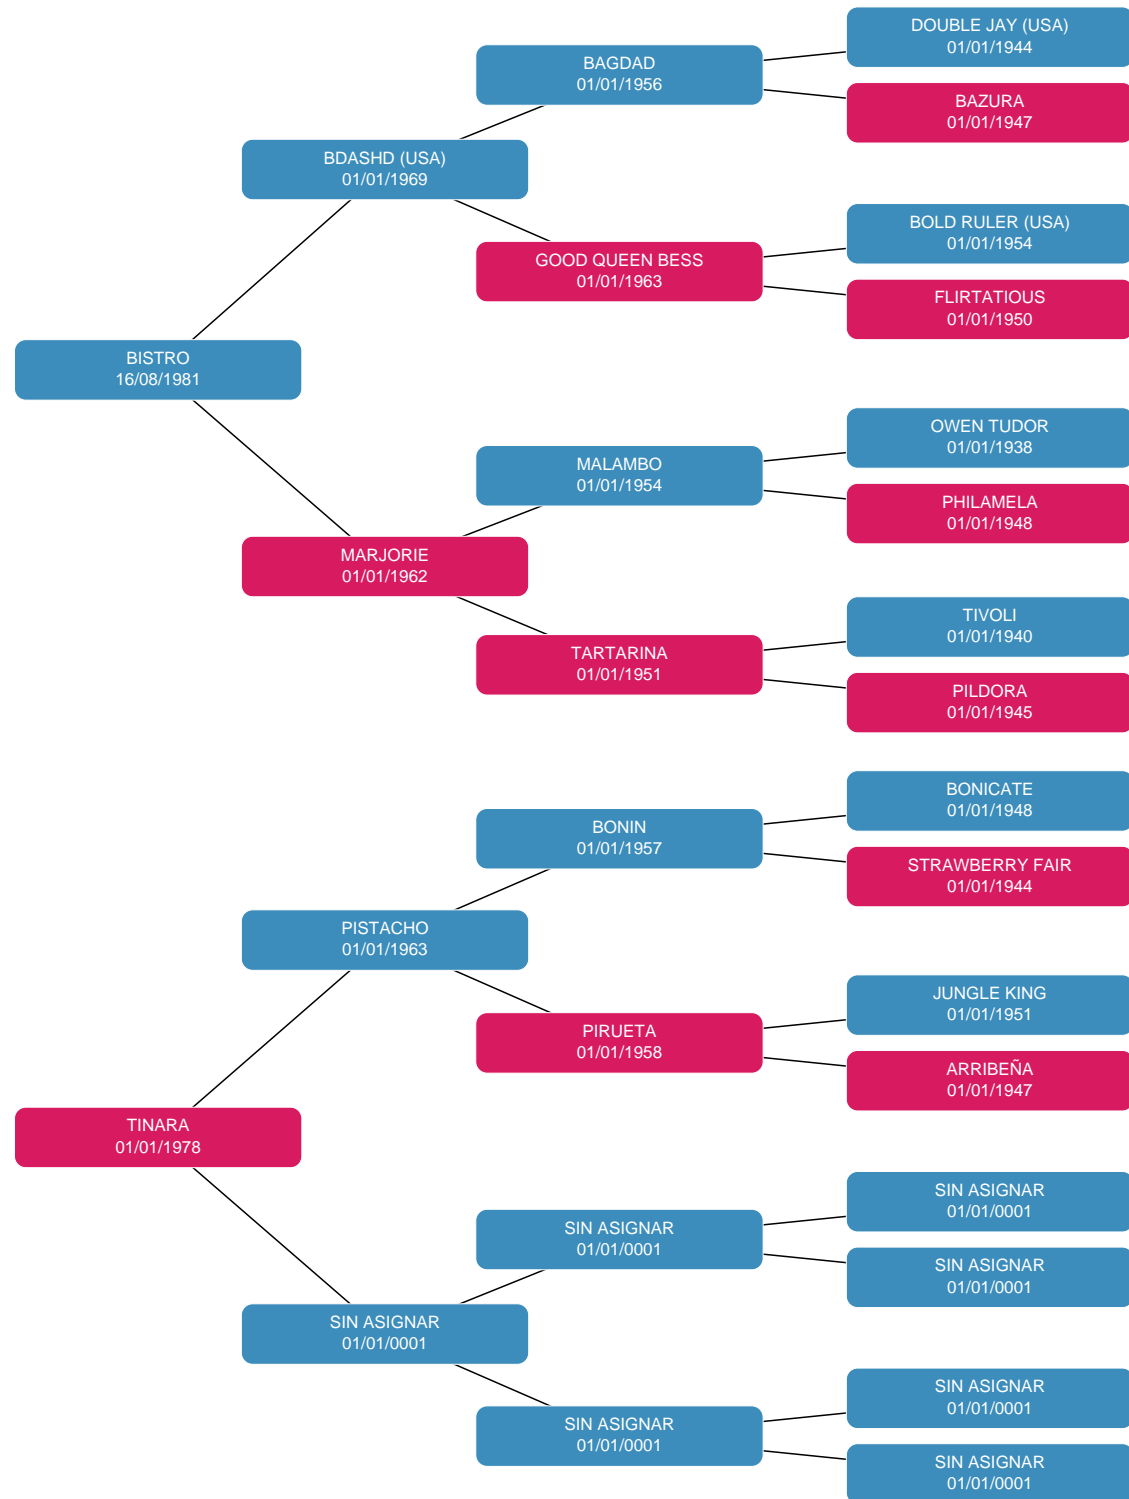 DOUBLE JAY (USA)
01/01/1944
BAGDAD
01/01/1956
BAZURA
01/01/1947
BDASHD (USA)
01/01/1969
BOLD RULER (USA)
01/01/1954
GOOD QUEEN BESS
01/01/1963
FLIRTATIOUS
01/01/1950
BISTRO
16/08/1981
OWEN TUDOR
01/01/1938
MALAMBO
01/01/1954
PHILAMELA
01/01/1948
MARJORIE
01/01/1962
TIVOLI
01/01/1940
TARTARINA
01/01/1951
PILDORA
01/01/1945
BONICATE
01/01/1948
BONIN
01/01/1957
STRAWBERRY FAIR
01/01/1944
PISTACHO
01/01/1963
JUNGLE KING
01/01/1951
PIRUETA
01/01/1958
ARRIBEÑA
01/01/1947
TINARA
01/01/1978
SIN ASIGNAR
01/01/0001
SIN ASIGNAR
01/01/0001
SIN ASIGNAR
01/01/0001
SIN ASIGNAR
01/01/0001
SIN ASIGNAR
01/01/0001
SIN ASIGNAR
01/01/0001
SIN ASIGNAR
01/01/0001